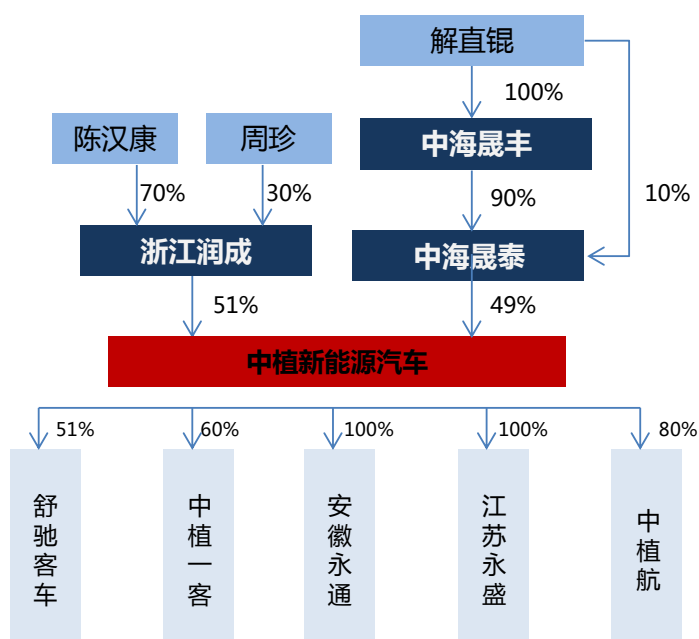 解直锟
100%
陈汉康
周珍
中海晟丰
70%
30%
90%
10%
浙江润成
中海晟泰
51%
49%
中植新能源汽车
51%
60%
100%
100%
80%
舒驰客车
中植一客
安徽永通
江苏永盛
中植航